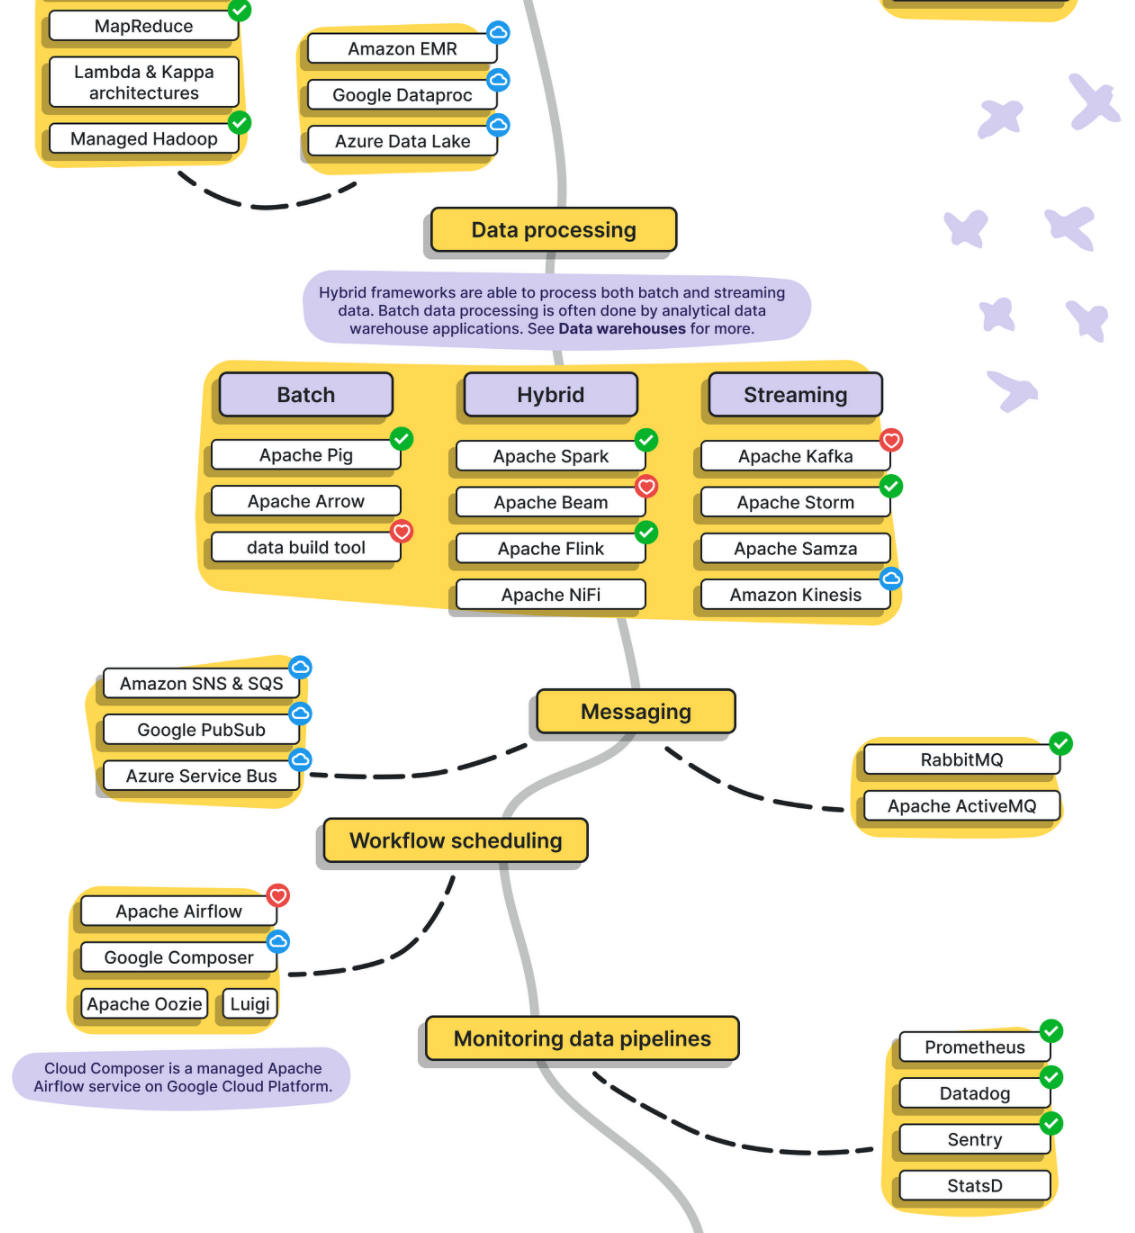 MapReduce
Lambda & Kappa
architectures
Managed Hadoop
Amazon EMR
Google Dataproc
Azure Data Lake
Data processing
Hybrid frameworks are able to process both batch and streaming
data. Batch data processing is often done by analytical data
warehouse applications. See Data warehouses for more.
Batch
Apache Pig
Apache Arrow
data build tool
Hybrid
Apache Spark
Apache Beam
Apache Flink
Apache NiFi
Streaming
Apache Kafka
Apache Storm
Apache Samza
Amazon Kinesis
Messaging
Amazon SNS & SQS
Google PubSub
Azure Service Bus
RabbitMQ
Apache ActiveMQ
Workflow scheduling
Apache Airflow
Google Composer
Apache Oozie
Luigi
Cloud Composer is a managed Apache
Airflow service on Google Cloud Platform.
Monitoring data pipelines
Prometheus
Datadog
Sentry
StatsD